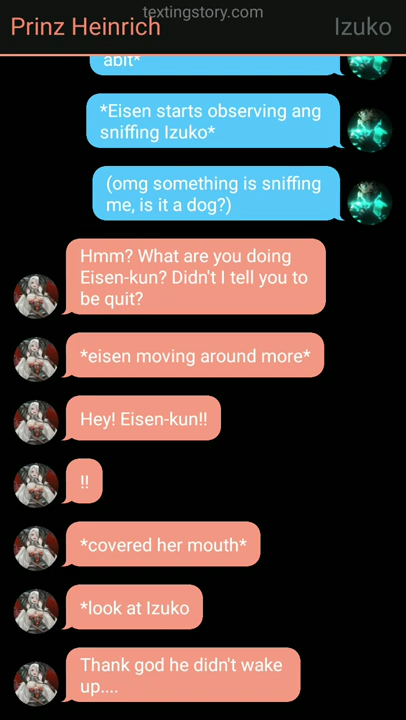 textingstory.com
Prinz Heinrich
Izuko
abit*
*Eisen starts observing ang
sniffing Izuko*
(omg something is sniffing
me, is it a dog?)
Hmm? What are you doing
Eisen-kun? Didn't I tell you to
be quit?
*eisen moving around more*
Hey! Eisen-kun!!
!!
*covered her mouth*
*look at Izuko
Thank god he didn't wake
up....